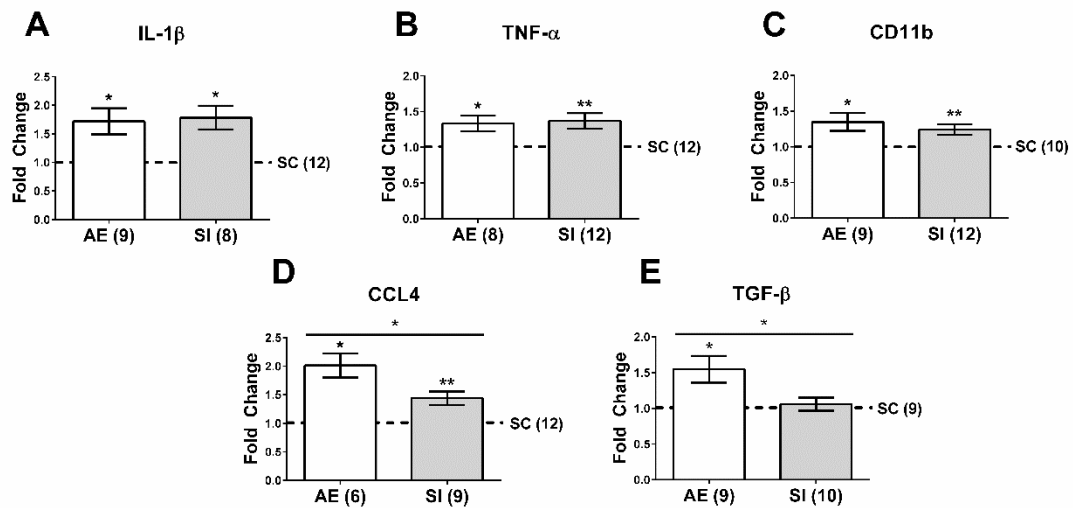 A
IL-1β
*
*
2.5
2.0
1.5
1.0
0.5
0.0
Fold Change
SC (12)
AE (9)
SI (8)
B
TNF-α
*
**
2.0
1.5
1.0
0.5
0.0
Fold Change
SC (12)
AE (8)
SI (12)
C
CD11b
*
**
2.0
1.5
1.0
0.5
0.0
Fold Change
SC (10)
AE (9)
SI (12)
D
CCL4
*
*
**
2.5
2.0
1.5
1.0
0.5
0.0
Fold Change
SC (12)
AE (6)
SI (9)
E
TGF-β
*
*
2.0
1.5
1.0
0.5
0.0
Fold Change
SC (9)
AE (9)
SI (10)